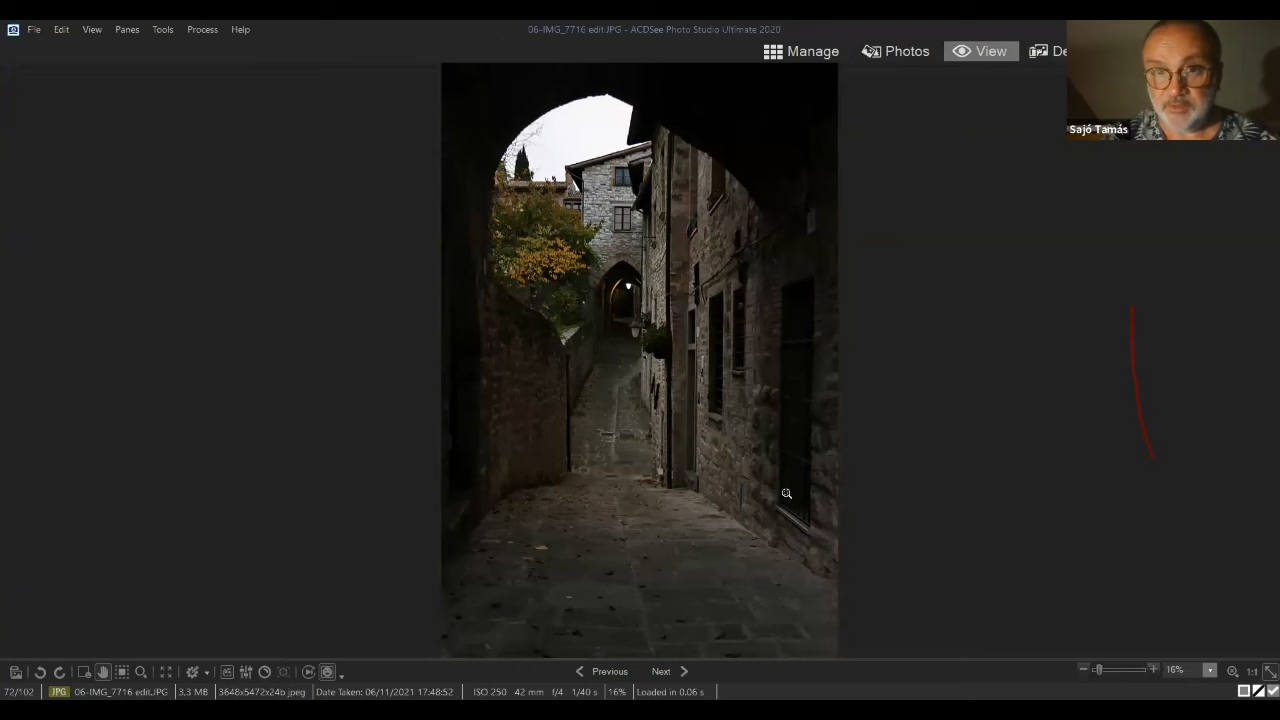 File Edit View Panes Tools Process Help
06-IMG_7716 edit.JPG - ACDSee Photo Studio Ultimate 2020
Manage Photos View De
Sajó Tamás
Previous Next
16%
1:1
72/102 JPG 06-IMG_7716 edit.JPG 3,3 MB 3648x5472x24b jpeg Date Taken: 06/11/2021 17:48:52 ISO 250 42 mm f/4 1/40 s 16% Loaded in 0.06 s